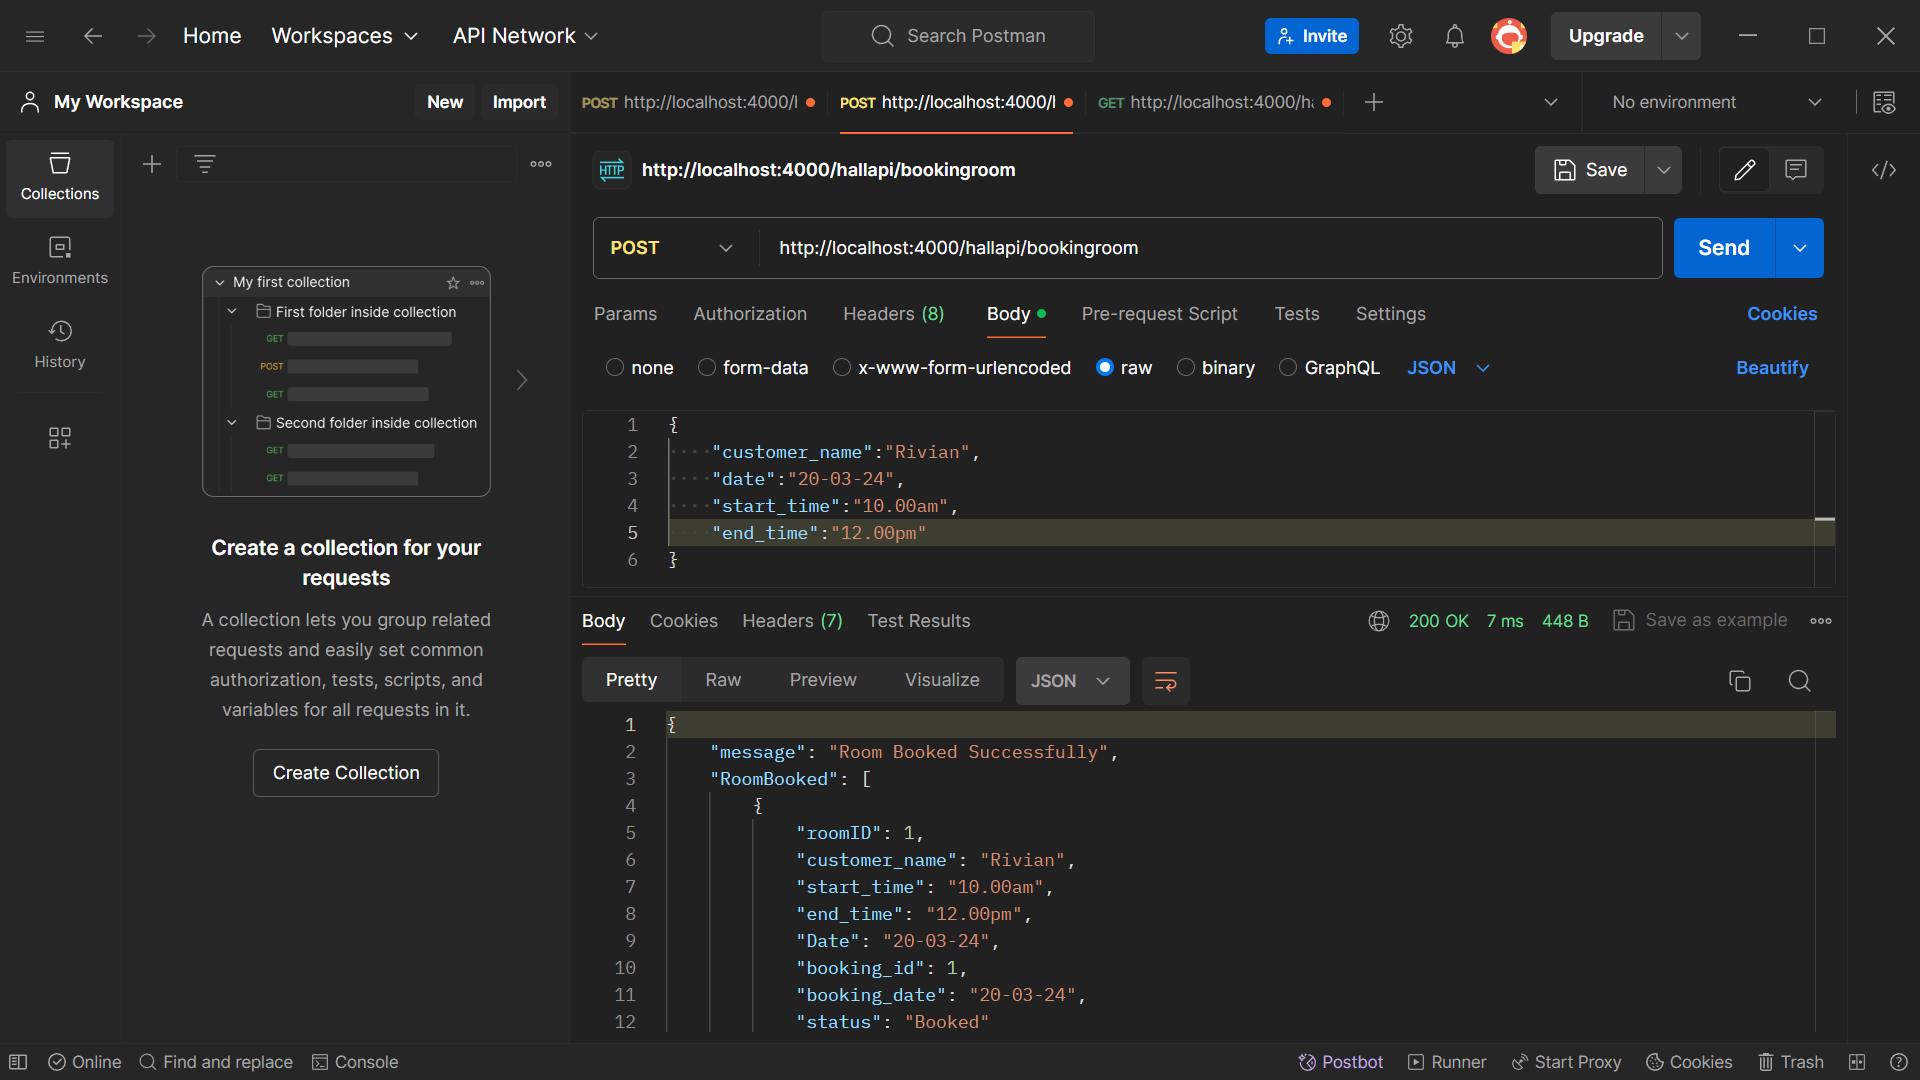 Home Workspaces API Network Search Postman Invite Upgrade
My Workspace New Import POST http://localhost:4000/l POST http://localhost:4000/l GET http://localhost:4000/ha No environment
Collections
Environments
History
My first collection
First folder inside collection
GET
POST
GET
Second folder inside collection
GET
GET
Create a collection for your
requests
A collection lets you group related
requests and easily set common
authorization, tests, scripts, and
variables for all requests in it.
Create Collection
HTTP http://localhost:4000/hallapi/bookingroom Save </>
POST http://localhost:4000/hallapi/bookingroom Send
Params Authorization Headers (8) Body Pre-request Script Tests Settings Cookies
none form-data x-www-form-urlencoded raw binary GraphQL JSON Beautify
1 {
2 "customer_name":"Rivian",
3 "date":"20-03-24",
4 "start_time":"10.00am",
5 "end_time":"12.00pm"
6 }
Body Cookies Headers (7) Test Results 200 OK 7 ms 448 B Save as example
Pretty Raw Preview Visualize JSON
1 {
2 "message": "Room Booked Successfully",
3 "RoomBooked": [
4 {
5 "roomID": 1,
6 "customer_name": "Rivian",
7 "start_time": "10.00am",
8 "end_time": "12.00pm",
9 "Date": "20-03-24",
10 "booking_id": 1,
11 "booking_date": "20-03-24",
12 "status": "Booked"
Online Find and replace Console Postbot Runner Start Proxy Cookies Trash